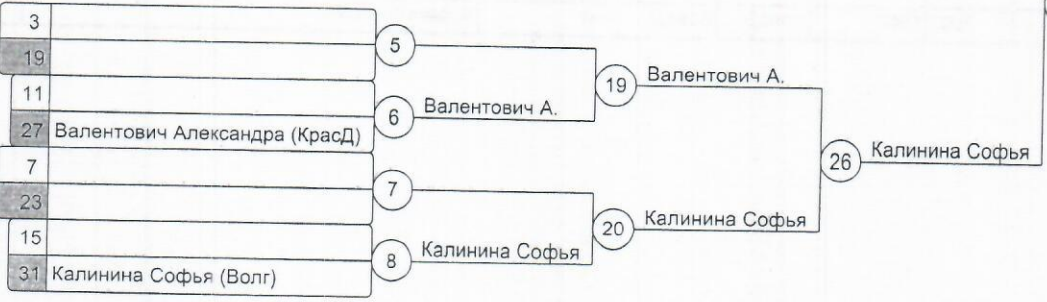 3
19
11
27 Валентович Александра (КрасД)
7
23
15
31 Калинина Софья (Волг)
5
6 Валентович А.
7
8 Калинина Софья
19 Валентович А.
20 Калинина Софья
26 Калинина Софья